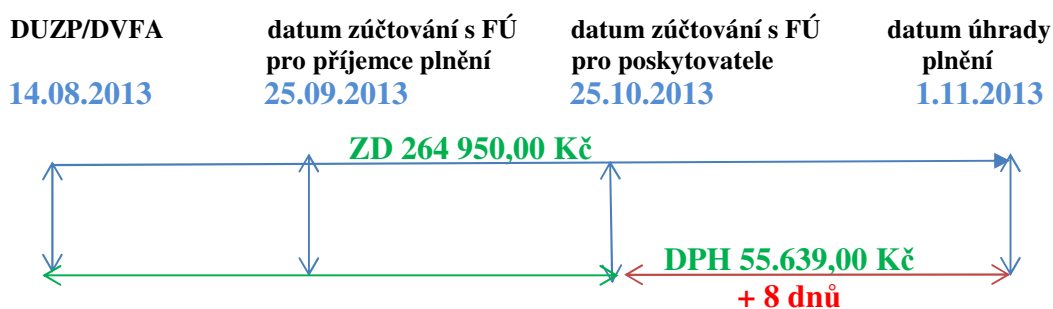 DUZP/DVFA datum zúčtování s FÚ datum zúčtování s FÚ datum úhrady
pro příjemce plnění pro poskytovatele plnění
14.08.2013 25.09.2013 25.10.2013 1.11.2013
ZD 264 950,00 Kč
DPH 55.639,00 Kč
+ 8 dnů